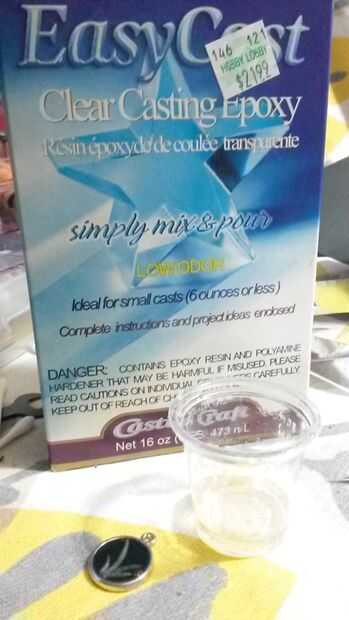 EasyCast
146 121
HOBBY LOBBY
$21.99
Clear Casting Epoxy
Résin époxyde de coulée transparente
simply mix & pour
LOW ODOR
Ideal for small casts (6 ounces or less)
Complete instructions and project ideas enclosed
DANGER: CONTAINS EPOXY RESIN AND POLYAMINE
HARDENER THAT MAY BE HARMFUL IF MISUSED. PLEASE
READ CAUTIONS ON INDIVIDUAL CAREFULLY
KEEP OUT OF REACH OF
Castin' Craft
Net 16 oz 473 mL